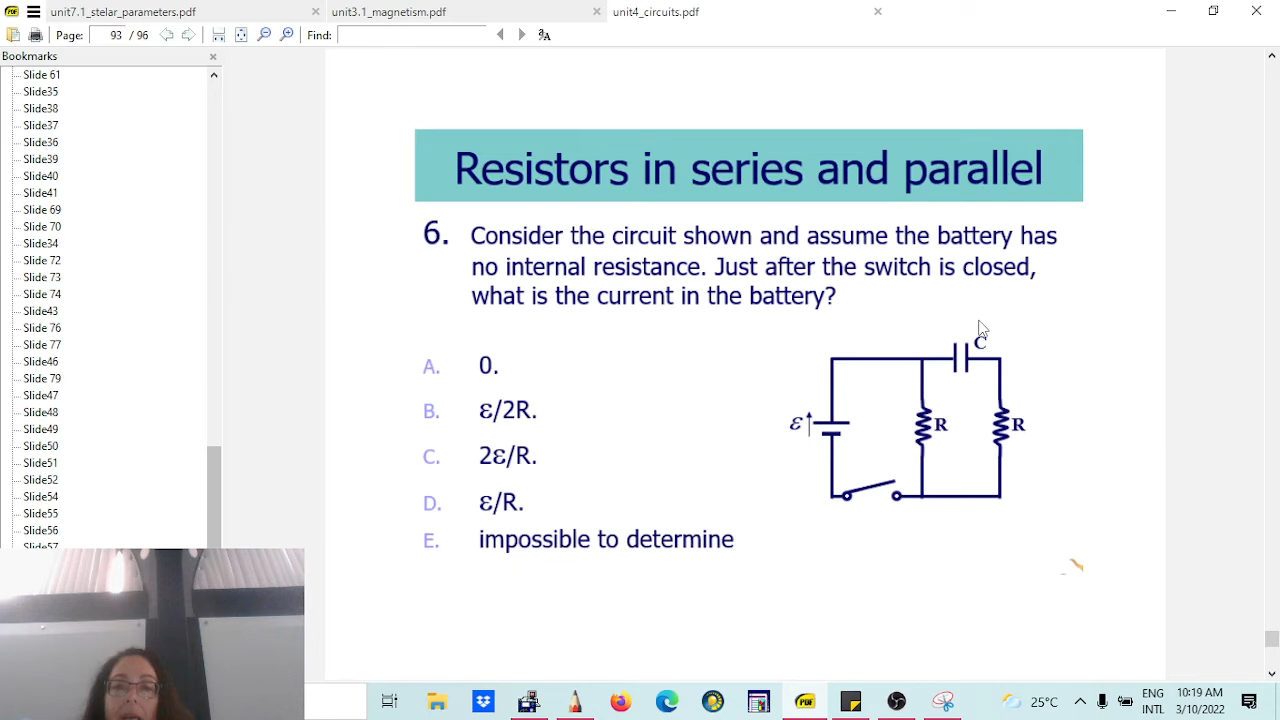 unit7.1_stelar_parameters.pdf
unit3.1_magnetism.pdf
unit4_circuits.pdf
Page: 93 / 96
Find:
Bookmarks
Slide 61
Slide35
Slide38
Slide37
Slide36
Slide39
Slide40
Slide41
Slide 69
Slide 70
Slide34
Slide 72
Slide 73
Slide 74
Slide43
Slide 76
Slide 77
Slide46
Slide 79
Slide47
Slide48
Slide49
Slide50
Slide51
Slide52
Slide54
Slide55
Slide56
Slide57
Resistors in series and parallel
6. Consider the circuit shown and assume the battery has
no internal resistance. Just after the switch is closed,
what is the current in the battery?
A. 0.
B. ε/2R.
C. 2ε/R.
D. ε/R.
E. impossible to determine
C
ε
R
R
25°C
ENG
INTL
10:19 AM
3/10/2022